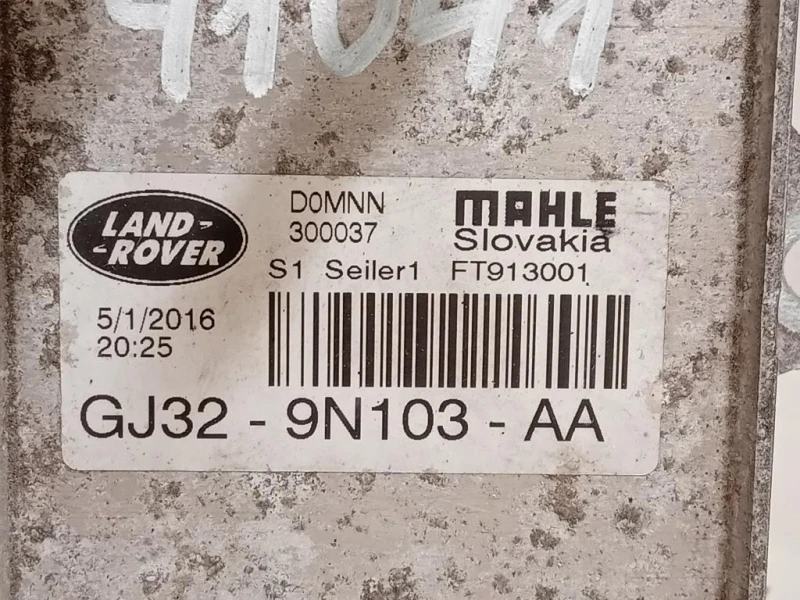 LAND-
-ROVER
D0MNN
300037
MAHLE
Slovakia
S1 Seiler1 FT913001
5/1/2016
20:25
GJ32 - 9N103 - AA